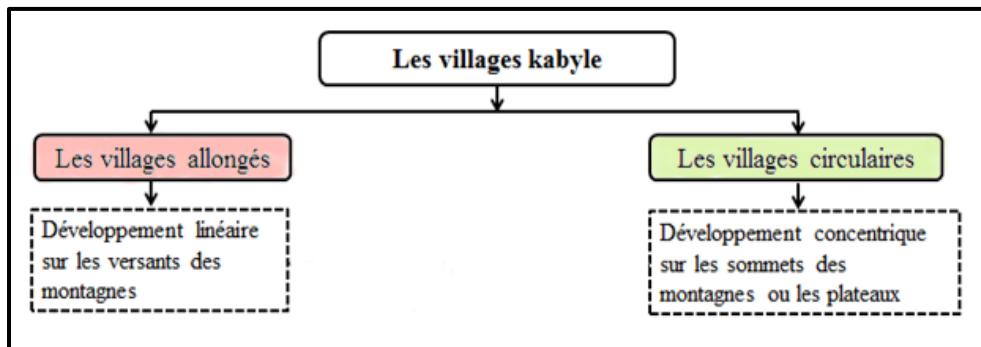 Les villages kabyle
Les villages allongés
Les villages circulaires
Développement linéaire
sur les versants des
montagnes
Développement concentrique
sur les sommets des
montagnes ou les plateaux